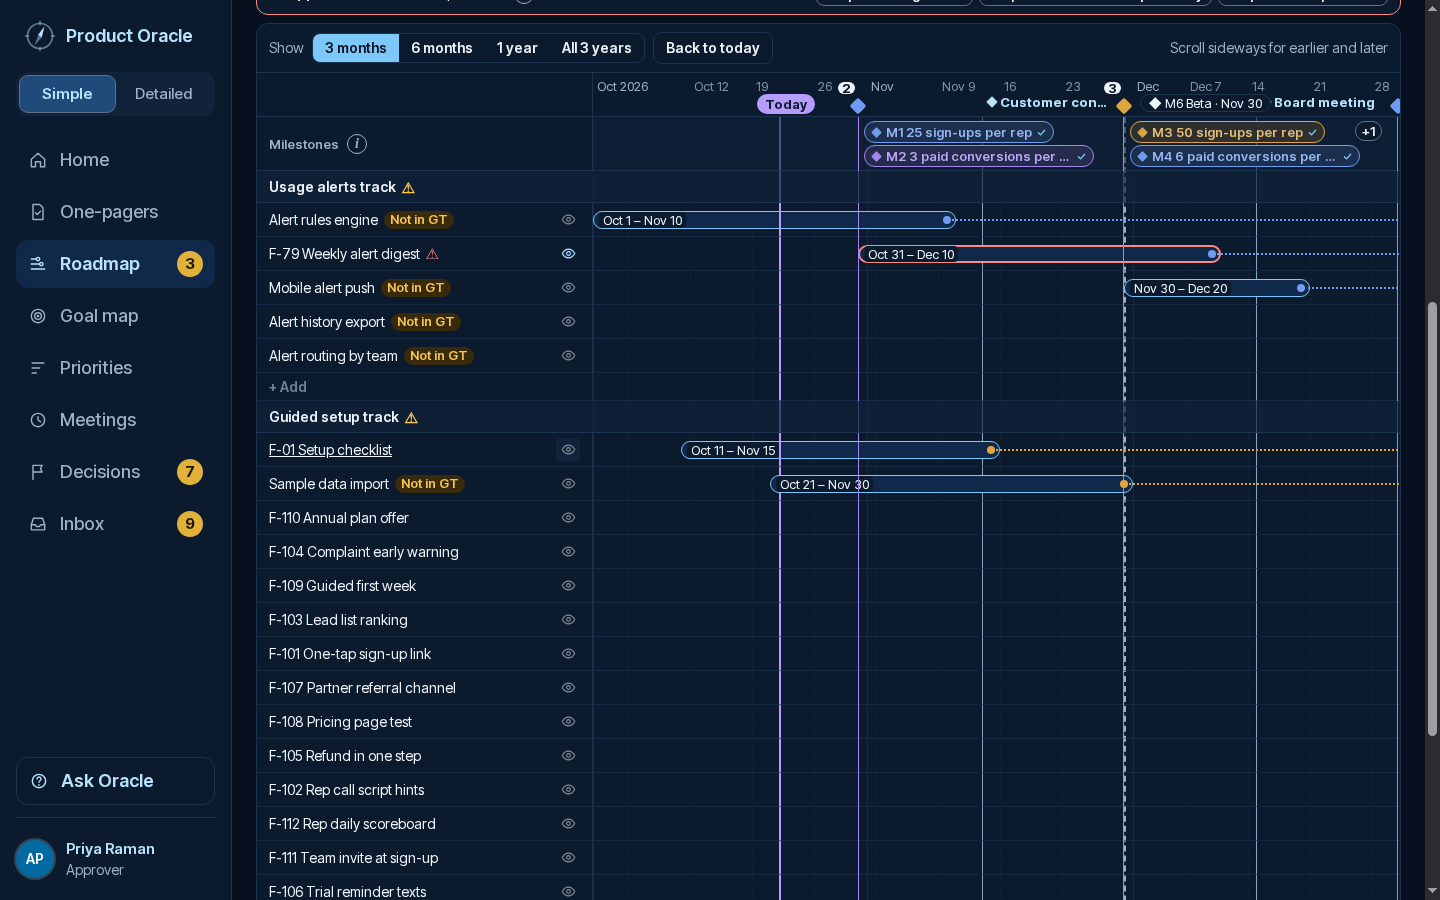 Product Oracle
Simple Detailed
Home
One-pagers
Roadmap 3
Goal map
Priorities
Meetings
Decisions 7
Inbox 9
Ask Oracle
AP Priya Raman
Approver
Show 3 months 6 months 1 year All 3 years Back to today Scroll sideways for earlier and later
Oct 2026 Oct 12 19 26 2 Nov Nov 9 16 23 3 Dec Dec 7 14 21 28
Today Customer con... M6 Beta · Nov 30 Board meeting
Milestones i
M1 25 sign-ups per rep ✓ M3 50 sign-ups per rep ✓ +1
M2 3 paid conversions per ... ✓ M4 6 paid conversions per ... ✓
Usage alerts track
Alert rules engine Not in GT Oct 1 – Nov 10
F-79 Weekly alert digest Oct 31 – Dec 10
Mobile alert push Not in GT Nov 30 – Dec 20
Alert history export Not in GT
Alert routing by team Not in GT
+ Add
Guided setup track
F-01 Setup checklist Oct 11 – Nov 15
Sample data import Not in GT Oct 21 – Nov 30
F-110 Annual plan offer
F-104 Complaint early warning
F-109 Guided first week
F-103 Lead list ranking
F-101 One-tap sign-up link
F-107 Partner referral channel
F-108 Pricing page test
F-105 Refund in one step
F-102 Rep call script hints
F-112 Rep daily scoreboard
F-111 Team invite at sign-up
F-106 Trial reminder texts